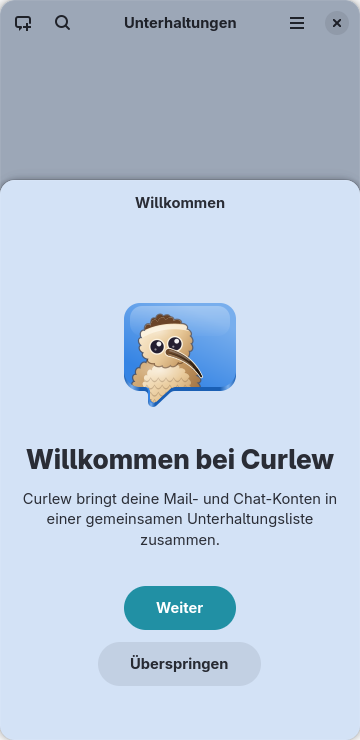 Unterhaltungen
Willkommen
Willkommen bei Curlew
Curlew bringt deine Mail- und Chat-Konten in
einer gemeinsamen Unterhaltungsliste
zusammen.
Weiter
Überspringen